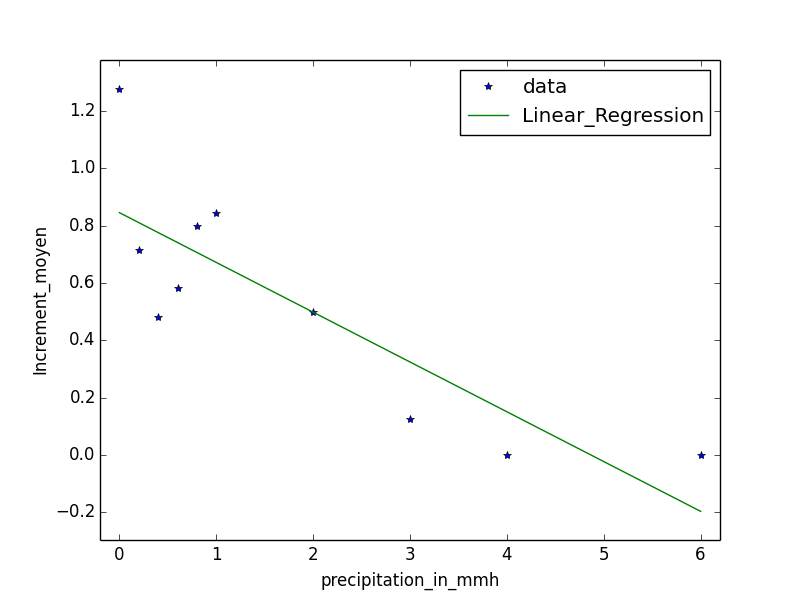 data
Linear_Regression
1.2
1.0
0.8
0.6
0.4
0.2
0.0
−0.2
Increment_moyen
0 1 2 3 4 5 6
precipitation_in_mmh